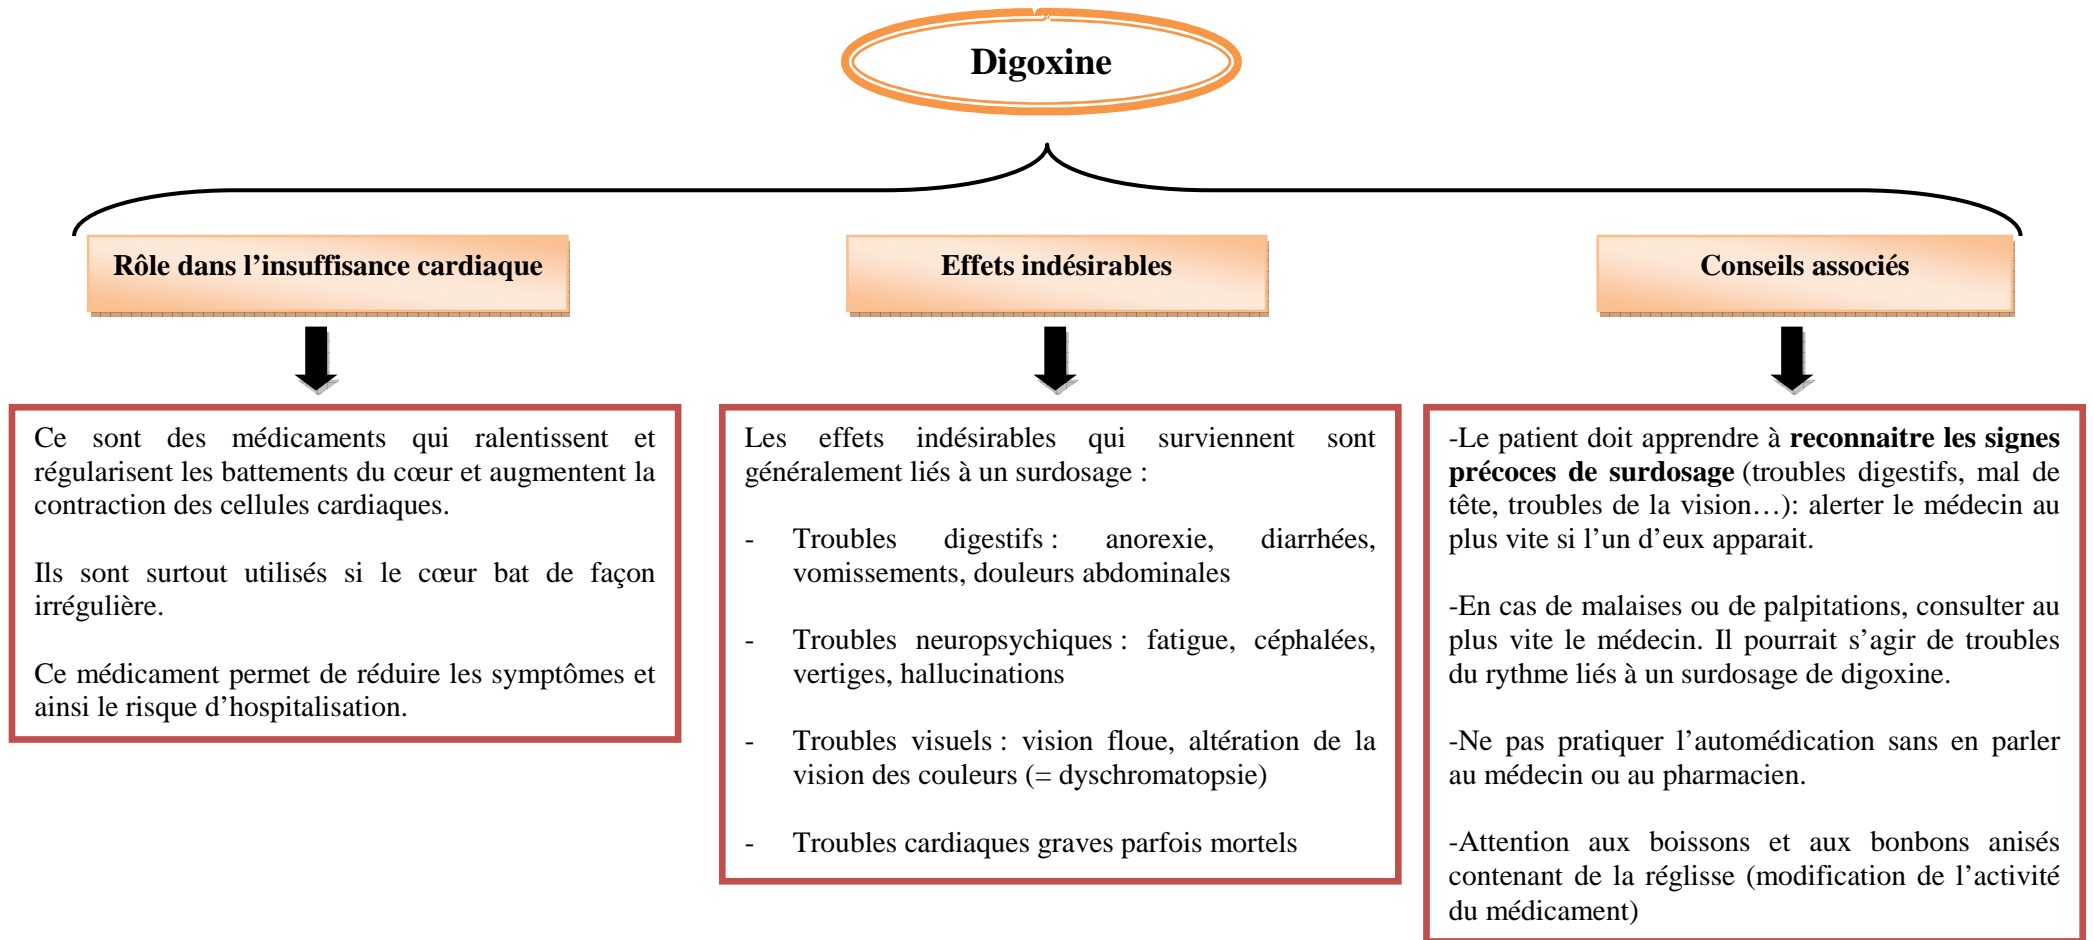 Digoxine
Rôle dans l’insuffisance cardiaque
Ce sont des médicaments qui ralentissent et
régularisent les battements du cœur et augmentent la
contraction des cellules cardiaques.
Ils sont surtout utilisés si le cœur bat de façon
irrégulière.
Ce médicament permet de réduire les symptômes et
ainsi le risque d’hospitalisation.
Effets indésirables
Les effets indésirables qui surviennent sont
généralement liés à un surdosage :
- Troubles digestifs : anorexie, diarrhées,
vomissements, douleurs abdominales
- Troubles neuropsychiques : fatigue, céphalées,
vertiges, hallucinations
- Troubles visuels : vision floue, altération de la
vision des couleurs (= dyschromatopsie)
- Troubles cardiaques graves parfois mortels
Conseils associés
-Le patient doit apprendre à reconnaitre les signes
précoces de surdosage (troubles digestifs, mal de
tête, troubles de la vision…): alerter le médecin au
plus vite si l’un d’eux apparait.
-En cas de malaises ou de palpitations, consulter au
plus vite le médecin. Il pourrait s’agir de troubles
du rythme liés à un surdosage de digoxine.
-Ne pas pratiquer l’automédication sans en parler
au médecin ou au pharmacien.
-Attention aux boissons et aux bonbons anisés
contenant de la réglisse (modification de l’activité
du médicament)